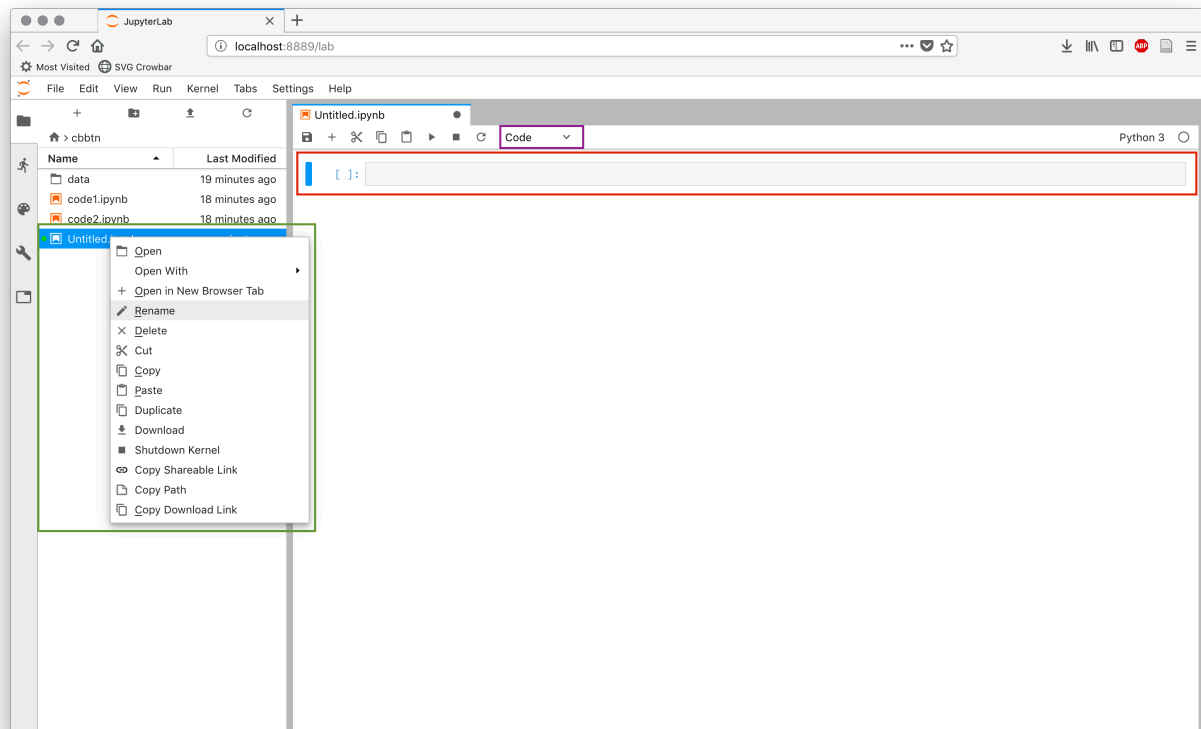 JupyterLab
localhost:8889/lab
ABP
Most Visited SVG Crowbar
File Edit View Run Kernel Tabs Settings Help
Untitled.ipynb
> cbbtn
Code
Python 3
Name Last Modified
data 19 minutes ago
code1.ipynb 18 minutes ago
code2.ipynb 18 minutes ago
[ ]:
Open
Open With
Open in New Browser Tab
Rename
Delete
Cut
Copy
Paste
Duplicate
Download
Shutdown Kernel
Copy Shareable Link
Copy Path
Copy Download Link